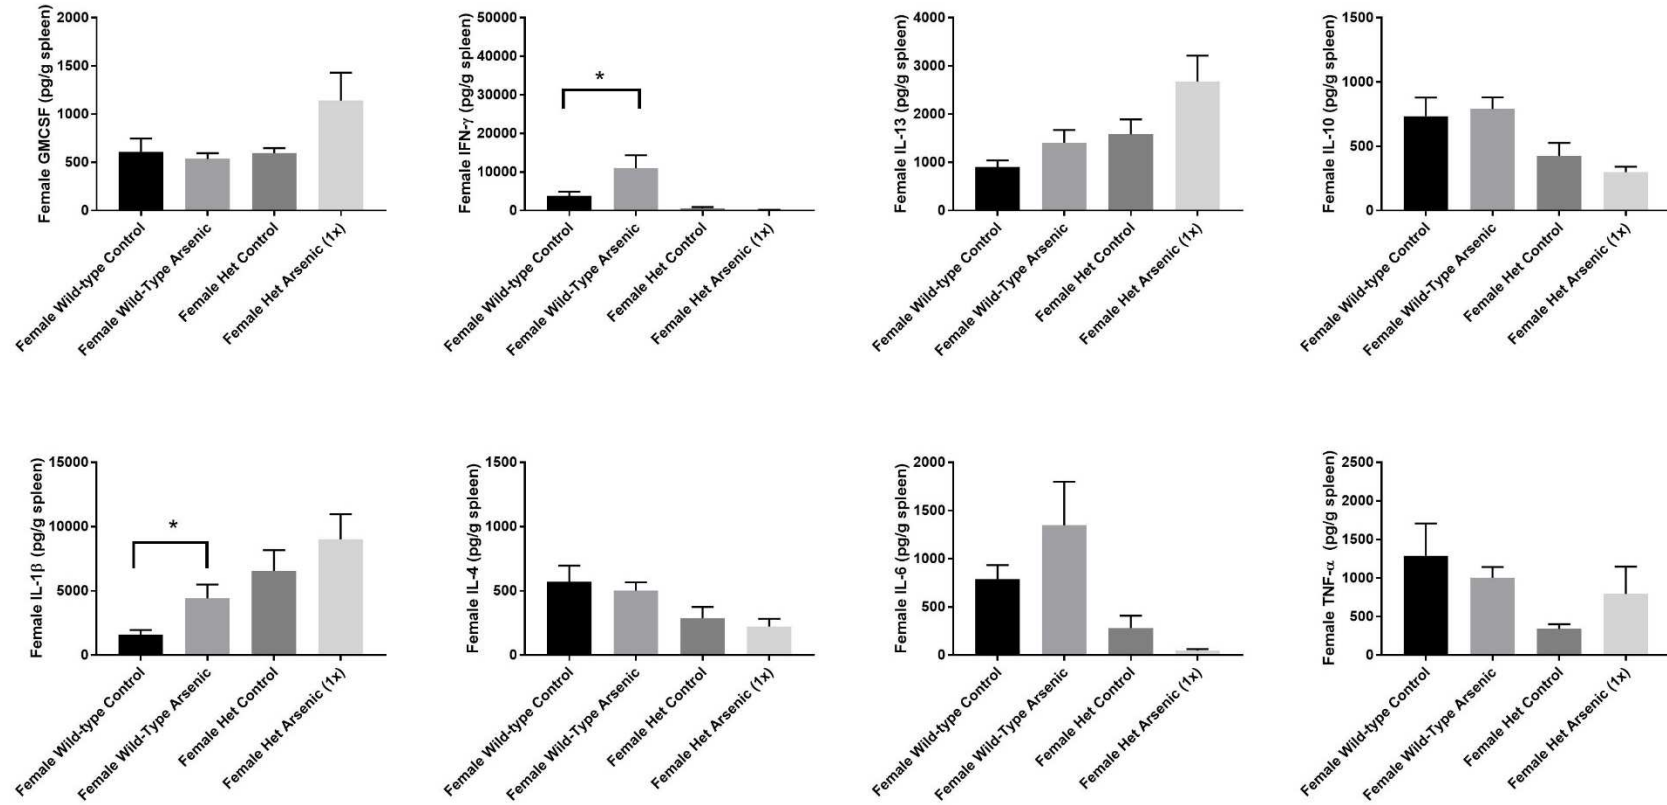 Female GMCSF (pg/g spleen)
2000
1500
1000
500
0
Female Wild-type Control
Female Wild-Type Arsenic
Female Het Control
Female Het Arsenic (1x)
Female IFN-γ (pg/g spleen)
50000
40000
30000
20000
10000
0
*
Female Wild-type Control
Female Wild-Type Arsenic
Female Het Control
Female Het Arsenic (1x)
Female IL-13 (pg/g spleen)
4000
3000
2000
1000
0
Female Wild-type Control
Female Wild-Type Arsenic
Female Het Control
Female Het Arsenic (1x)
Female IL-10 (pg/g spleen)
1500
1000
500
0
Female Wild-type Control
Female Wild-Type Arsenic
Female Het Control
Female Het Arsenic (1x)
Female IL-1β (pg/g spleen)
15000
10000
5000
0
*
Female Wild-type Control
Female Wild-Type Arsenic
Female Het Control
Female Het Arsenic (1x)
Female IL-4 (pg/g spleen)
1500
1000
500
0
Female Wild-type Control
Female Wild-Type Arsenic
Female Het Control
Female Het Arsenic (1x)
Female IL-6 (pg/g spleen)
2000
1500
1000
500
0
Female Wild-type Control
Female Wild-Type Arsenic
Female Het Control
Female Het Arsenic (1x)
Female TNF-α (pg/g spleen)
2500
2000
1500
1000
500
0
Female Wild-type Control
Female Wild-Type Arsenic
Female Het Control
Female Het Arsenic (1x)